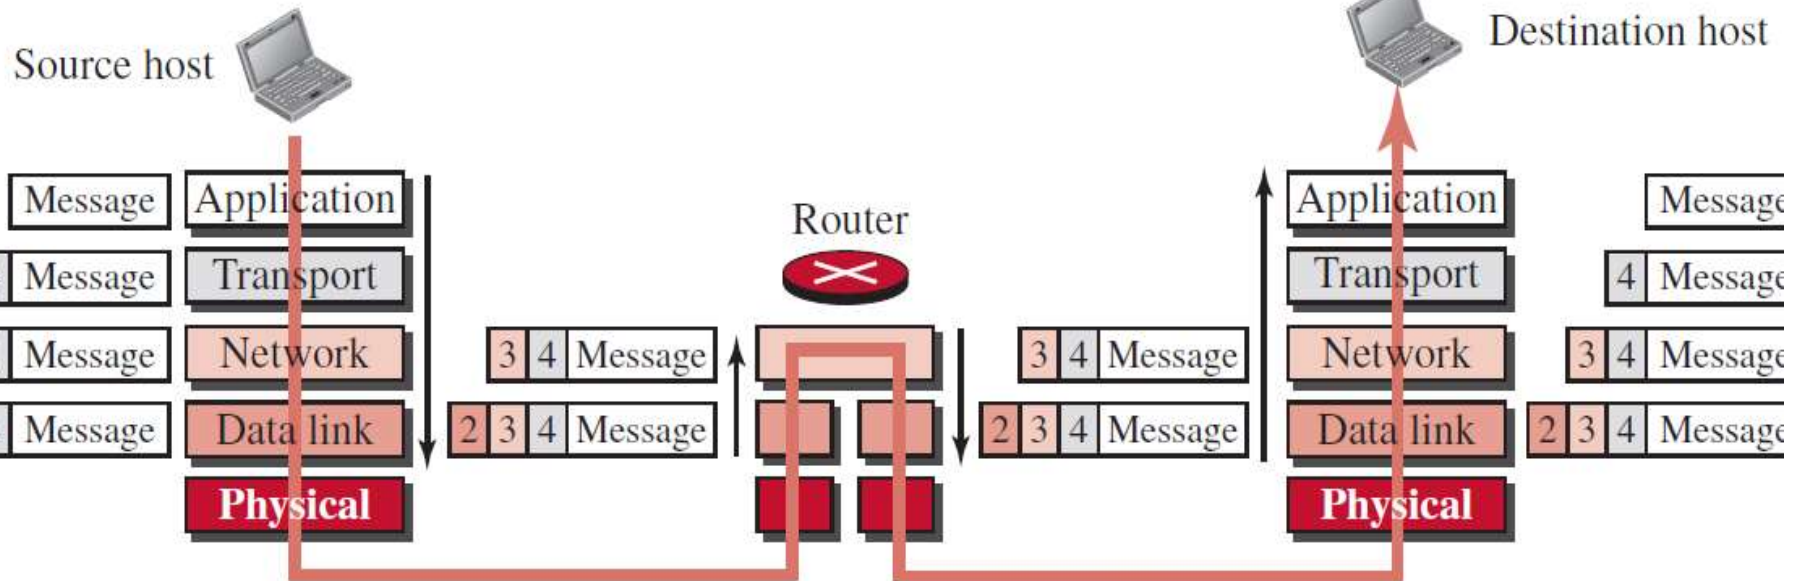 Source host
Destination host
Message Application
Router
Application Message
Message Transport
Transport 4 Message
Message Network
3 4 Message
3 4 Message
Network 3 4 Message
Message Data link
2 3 4 Message
2 3 4 Message
Data link 2 3 4 Message
Physical
Physical